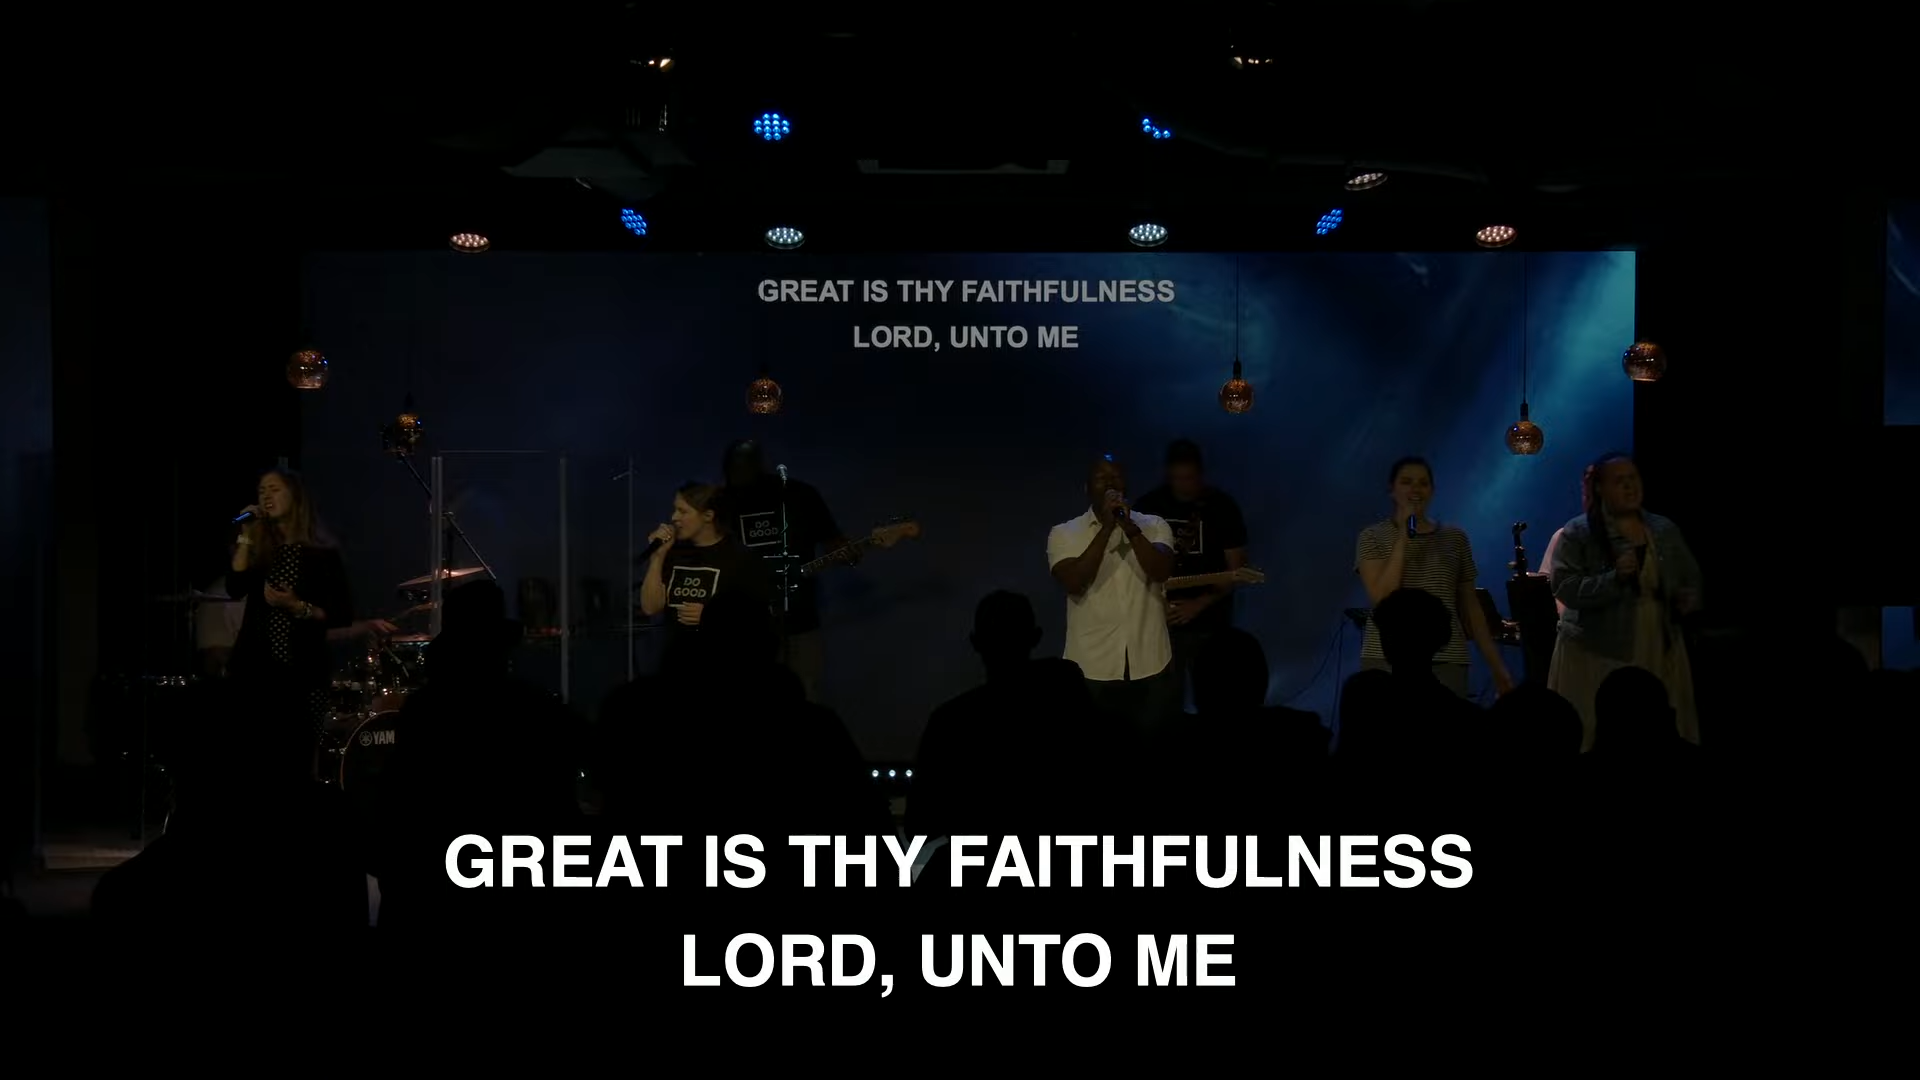 GREAT IS THY FAITHFULNESS
LORD, UNTO ME
DO
GOOD
DO
GOOD
YAM
GREAT IS THY FAITHFULNESS
LORD, UNTO ME